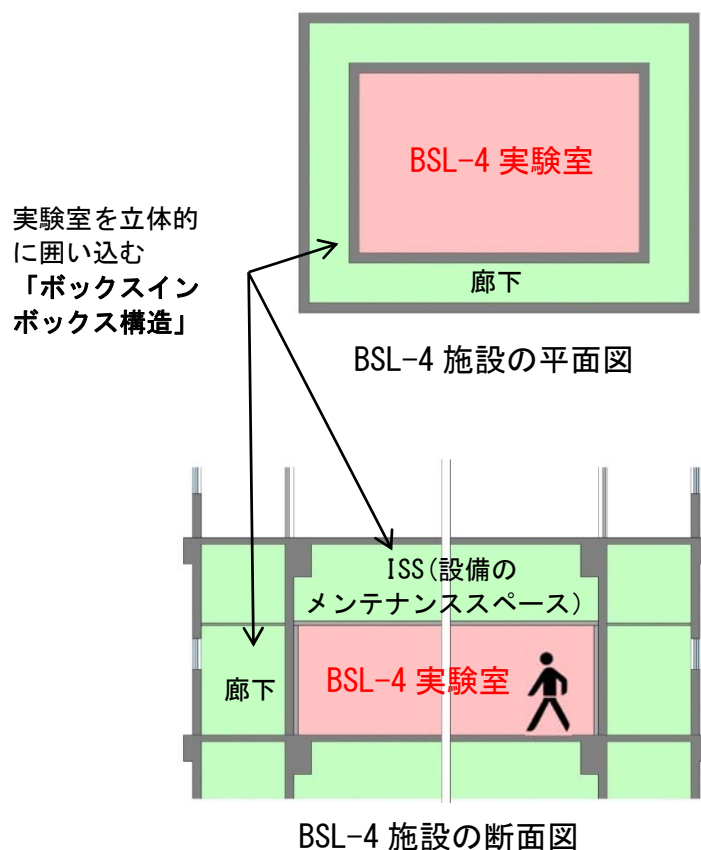 BSL-4 実験室
実験室を立体的
に囲い込む
「ボックスイン
ボックス構造」
廊下
BSL-4 施設の平面図
ISS(設備の
メンテナンススペース)
廊下
BSL-4 実験室
BSL-4 施設の断面図